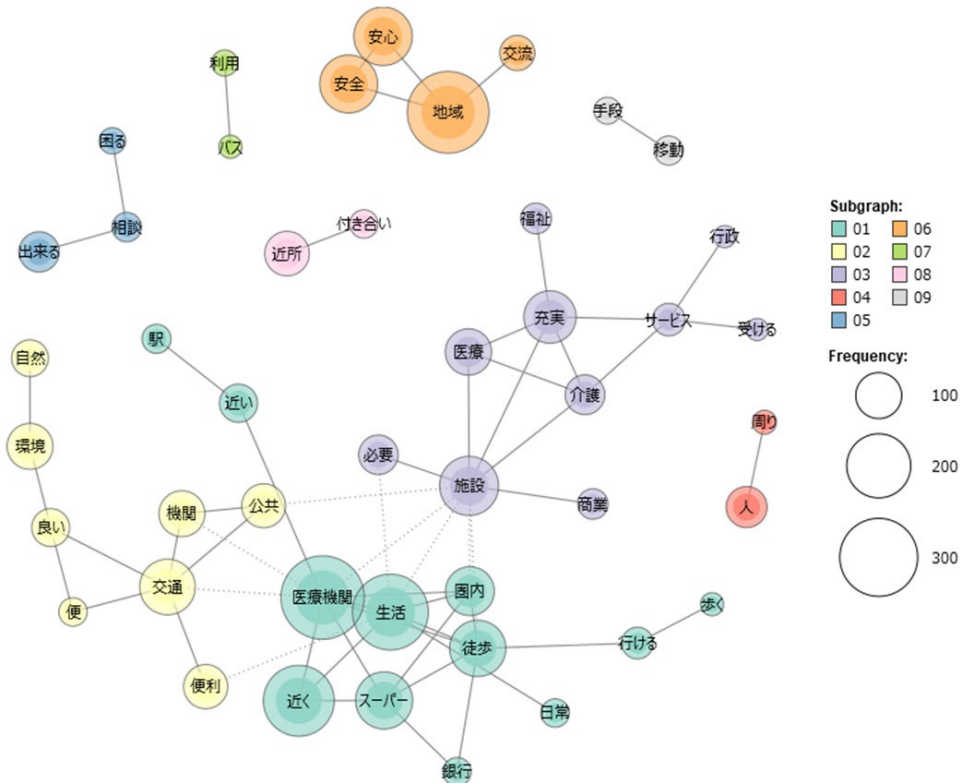 安心
交流
利用
安全
地域
手段
困る
バス
移動
付き合い
福祉
相談
行政
出来る
近所
充実
サービス
受ける
駅
医療
自然
介護
近い
周り
環境
必要
施設
商業
公共
人
機関
良い
交通
医療機関
圏内
生活
歩く
便
徒歩
行ける
便利
近く
スーパー
日常
銀行
Subgraph:
01 06
02 07
03 08
04 09
05
Frequency:
100
200
300